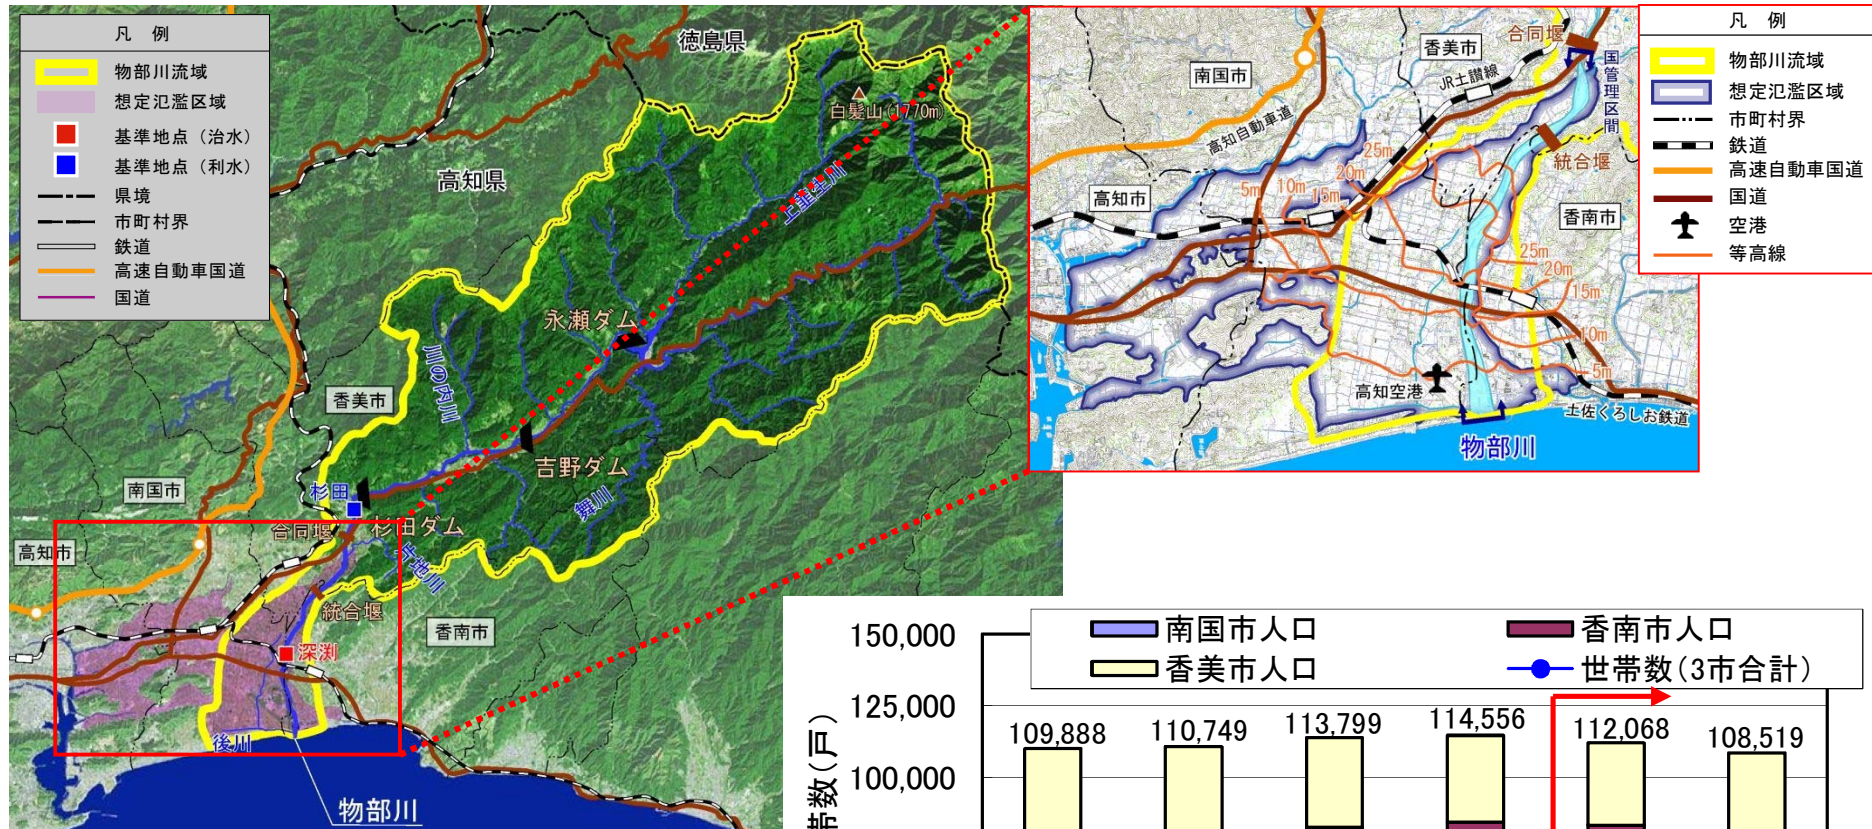 凡 例
物部川流域
想定氾濫区域
基準地点（治水）
基準地点（利水）
県境
市町村界
鉄道
高速自動車国道
国道
徳島県
白髪山(1770m)
高知県
上韮生川
永瀬ダム
川の内川
香美市
吉野ダム
舞川
南国市
杉田
杉田ダム
合同堰
高知市
片地川
統合堰
香南市
深渕
後川
物部川
合同堰
香美市
南国市
国管理区間
JR土讃線
高知自動車道
統合堰
25m
20m
10m
5m
15m
高知市
香南市
25m
20m
15m
10m
5m
高知空港
土佐くろしお鉄道
物部川
凡 例
物部川流域
想定氾濫区域
市町村界
鉄道
高速自動車国道
国道
空港
等高線
南国市人口
香南市人口
香美市人口
世帯数(3市合計)
150,000
125,000
100,000
帯数(戸)
109,888
110,749
113,799
114,556
112,068
108,519